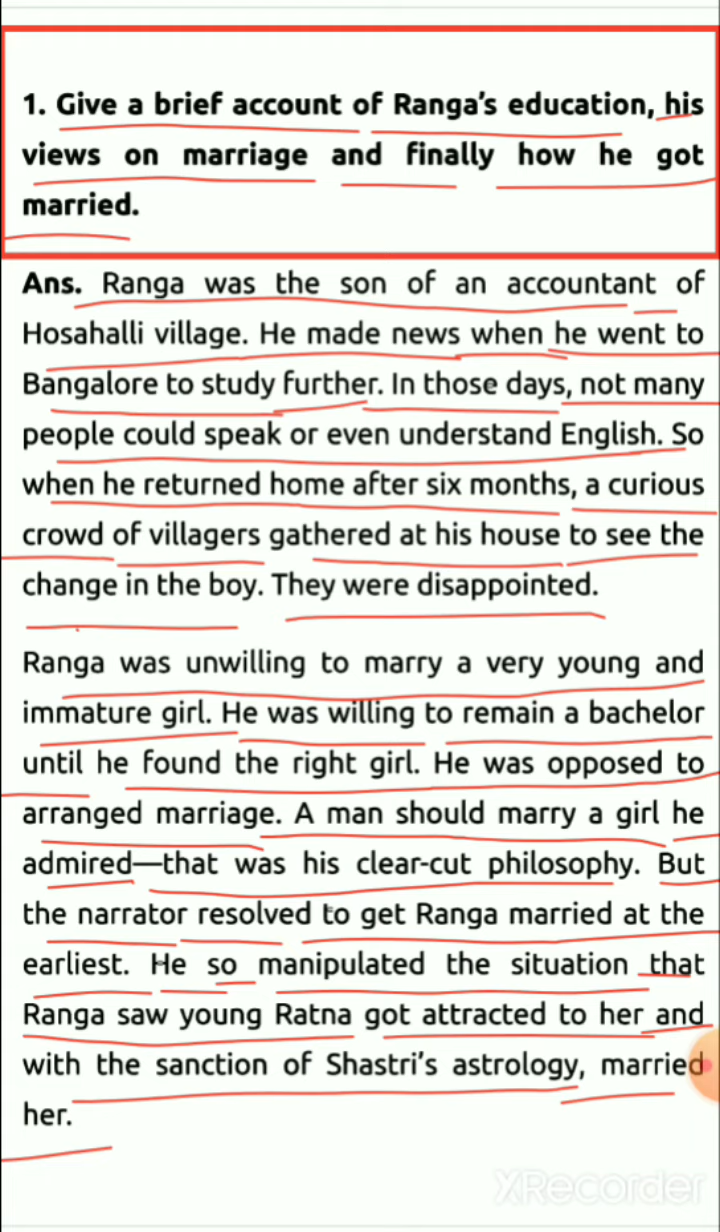 1. Give a brief account of Ranga's education, his
views on marriage and finally how he got
married.
Ans. Ranga was the son of an accountant of
Hosahalli village. He made news when he went to
Bangalore to study further. In those days, not many
people could speak or even understand English. So
when he returned home after six months, a curious
crowd of villagers gathered at his house to see the
change in the boy. They were disappointed.
Ranga was unwilling to marry a very young and
immature girl. He was willing to remain a bachelor
until he found the right girl. He was opposed to
arranged marriage. A man should marry a girl he
admired—that was his clear-cut philosophy. But
the narrator resolved to get Ranga married at the
earliest. He so manipulated the situation that
Ranga saw young Ratna got attracted to her and
with the sanction of Shastri's astrology, married
her.
XRecorder